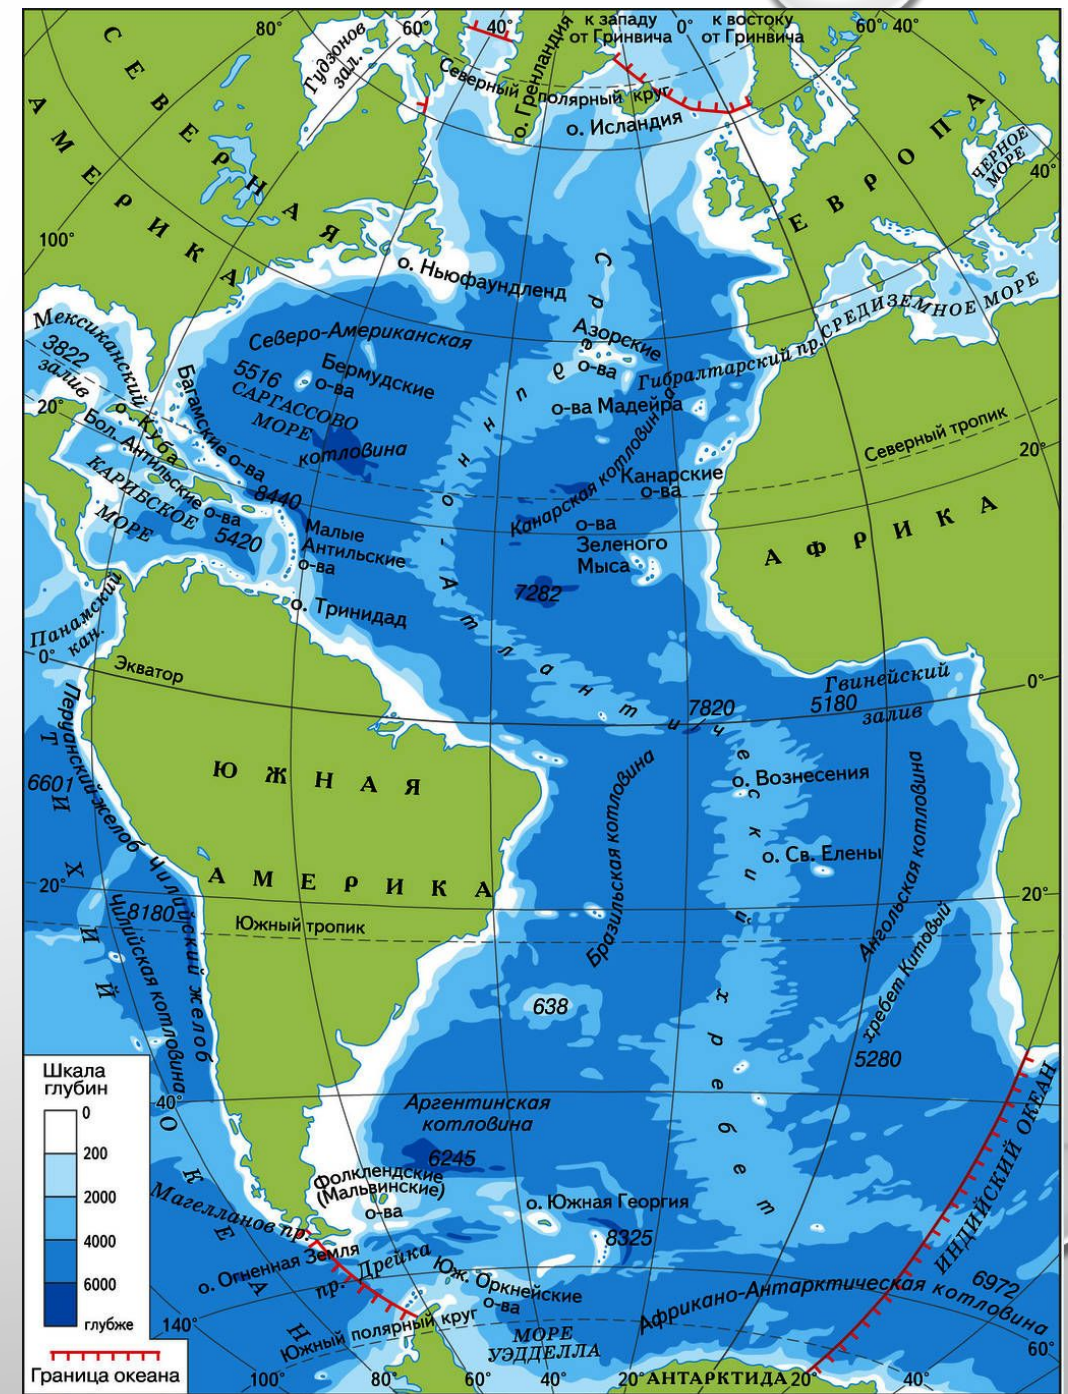 80°
60°
40°
к западу
от Гринвича
0°
к востоку
от Гринвича
60°
40°
СЕВЕРНАЯ
АМЕРИКА
Гудзонов
зал.
о. Гренландия
Северный полярный круг
о. Исландия
ЕВРОПА
ЧЕРНОЕ
МОРЕ
40°
100°
о. Ньюфаундленд
Мексиканский
залив
3822
Северо-Американская
котловина
5516
Бермудские
о-ва
САРГАССОВО
МОРЕ
Азорские
о-ва
Гибралтарский пр.
СРЕДИЗЕМНОЕ МОРЕ
о-ва Мадейра
Багамские о-ва
20°
о. Куба
Бол. Антильские о-ва
Северный тропик
20°
Канарские
о-ва
Канарская котловина
КАРИБСКОЕ
МОРЕ
8440
5420
Малые
Антильские
о-ва
о-ва
Зеленого
Мыса
АФРИКА
7282
о. Тринидад
Панамский
кан.
0°
Экватор
Гвинейский
залив
0°
7820
5180
Срединно-Атлантический хребет
Перуанский желоб
6601
ТИХИЙ ОКЕАН
ЮЖНАЯ
АМЕРИКА
Бразильская котловина
о. Вознесения
о. Св. Елены
Ангольская котловина
20°
20°
8180
Чилийский желоб
Чилийская котловина
Южный тропик
хребет Китовый
638
5280
Шкала
глубин
0
200
2000
4000
6000
глубже
Граница океана
40°
Аргентинская
котловина
6245
Фолклендские
(Мальвинские)
о-ва
о. Южная Георгия
8325
Магелланов пр.
о. Огненная Земля
пр. Дрейка
Юж. Оркнейские
о-ва
Южный полярный круг
МОРЕ
УЭДДЕЛЛА
Африкано-Антарктическая котловина
6972
ИНДИЙСКИЙ ОКЕАН
140°
100°
80°
60°
40°
20°
АНТАРКТИДА
20°
40°
60°